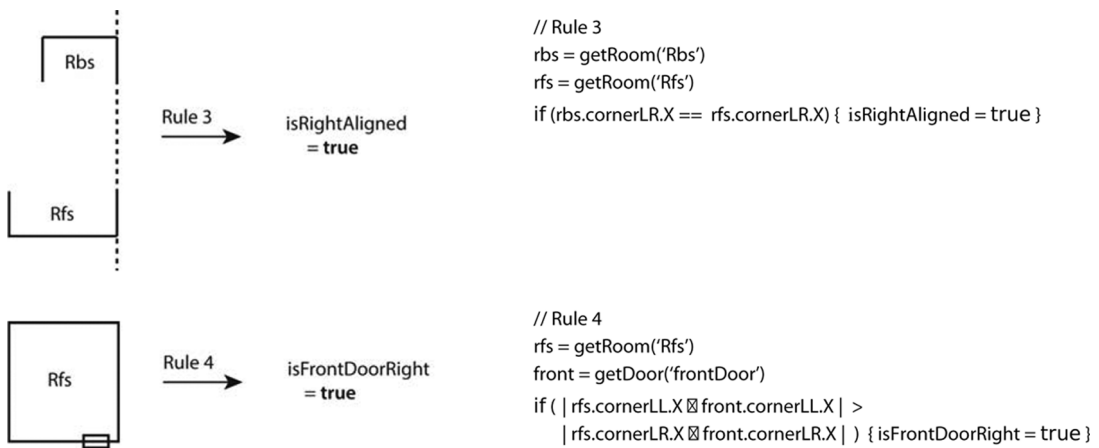 Rbs
Rule 3
isRightAligned
= true
Rfs
// Rule 3
rbs = getRoom(‘Rbs’)
rfs = getRoom(‘Rfs’)
if (rbs.cornerLR.X == rfs.cornerLR.X) { isRightAligned = true }
Rfs
Rule 4
isFrontDoorRight
= true
// Rule 4
rfs = getRoom(‘Rfs’)
front = getDoor(‘frontDoor’)
if ( | rfs.cornerLL.X ☒ front.cornerLL.X | >
| rfs.cornerLR.X ☒ front.cornerLR.X | ) { isFrontDoorRight = true }